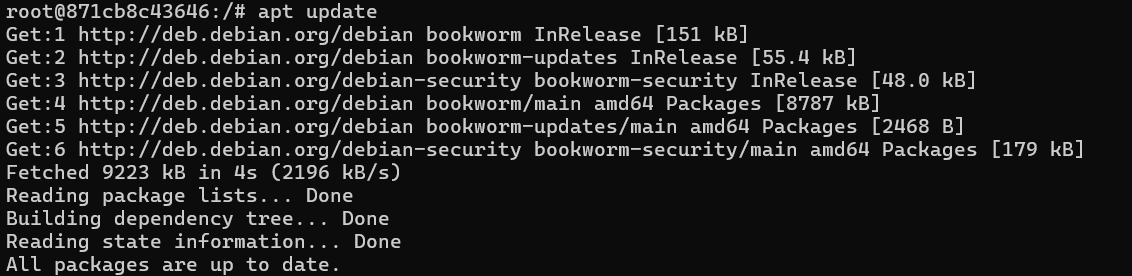 root@871cb8c43646:/# apt update
Get:1 http://deb.debian.org/debian bookworm InRelease [151 kB]
Get:2 http://deb.debian.org/debian bookworm-updates InRelease [55.4 kB]
Get:3 http://deb.debian.org/debian-security bookworm-security InRelease [48.0 kB]
Get:4 http://deb.debian.org/debian bookworm/main amd64 Packages [8787 kB]
Get:5 http://deb.debian.org/debian bookworm-updates/main amd64 Packages [2468 B]
Get:6 http://deb.debian.org/debian-security bookworm-security/main amd64 Packages [179 kB]
Fetched 9223 kB in 4s (2196 kB/s)
Reading package lists... Done
Building dependency tree... Done
Reading state information... Done
All packages are up to date.